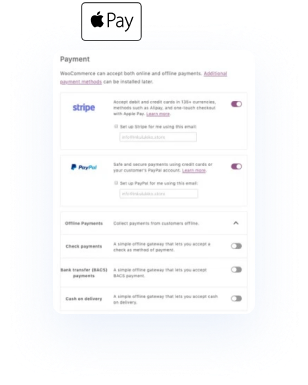 Pay
Payment
WooCommerce can accept both online and offline payments. Additional
payment methods can be installed later.
stripe
Accept debit and credit cards in 135+ currencies,
methods such as Alipay, and one-touch checkout
with Apple Pay. Learn more.
Set up Stripe for me using this email:
PayPal
Safe and secure payments using credit cards or
your customer's PayPal account. Learn more.
Set up PayPal for me using this email:
Offline Payments
Collect payments from customers offline.
Check payments
A simple offline gateway that lets you accept a
check as method of payment.
Bank transfer (BACS)
payments
A simple offline gateway that lets you accept
BACS payment.
Cash on delivery
A simple offline gateway that lets you accept cash
on delivery.